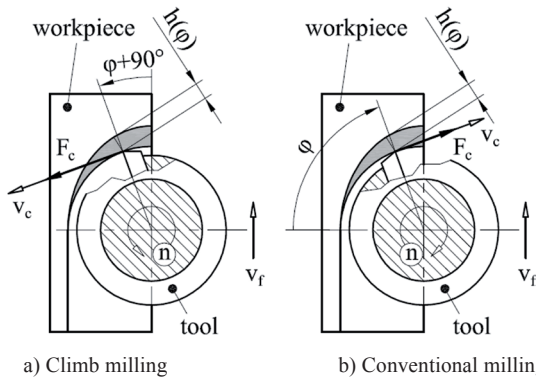 workpiece
φ+90°
h(φ)
F_c
v_c
n
v_f
tool
a) Climb milling
workpiece
φ
h(φ)
v_c
F_c
n
v_f
tool
b) Conventional millin